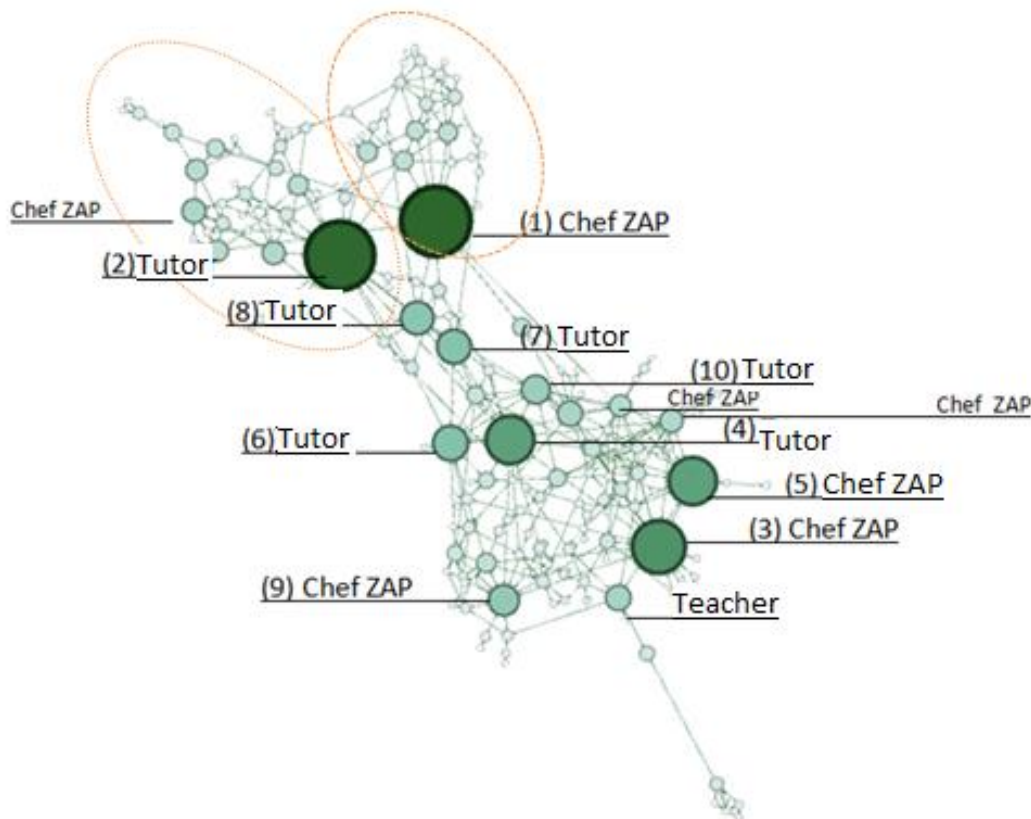 Chef ZAP
(1) Chef ZAP
(2)Tutor
(8)Tutor
(7) Tutor
(10)Tutor
Chef ZAP
Chef ZAP
(6)Tutor
(4)
Tutor
(5) Chef ZAP
(3) Chef ZAP
(9) Chef ZAP
Teacher